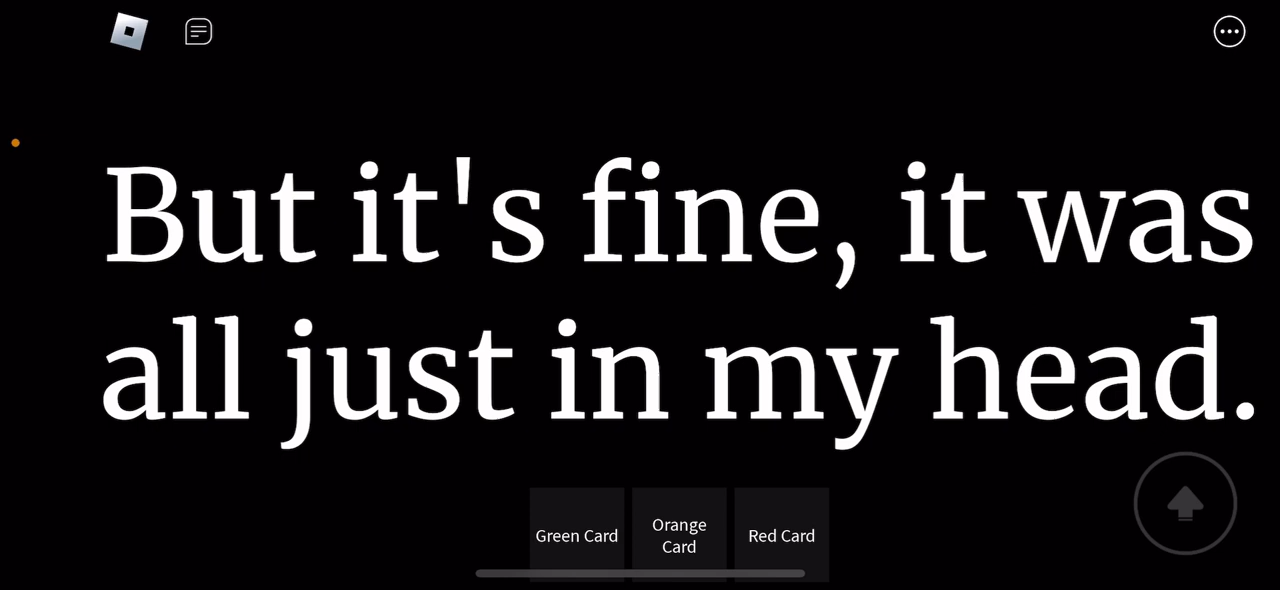 But it's fine, it was
all just in my head.
Green Card
Orange
Card
Red Card